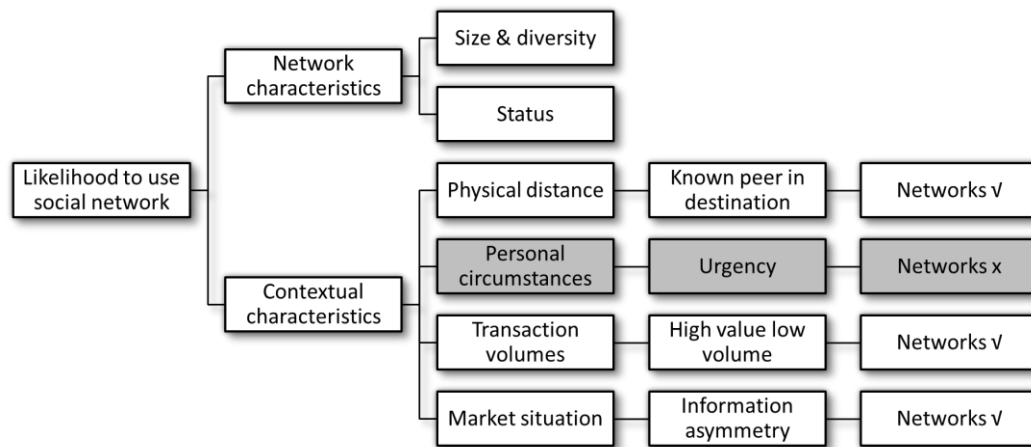 Size & diversity
Network
characteristics
Status
Likelihood to use
social network
Physical distance
Known peer in
destination
Networks √
Personal
circumstances
Urgency
Networks x
Contextual
characteristics
Transaction
volumes
High value low
volume
Networks √
Market situation
Information
asymmetry
Networks √